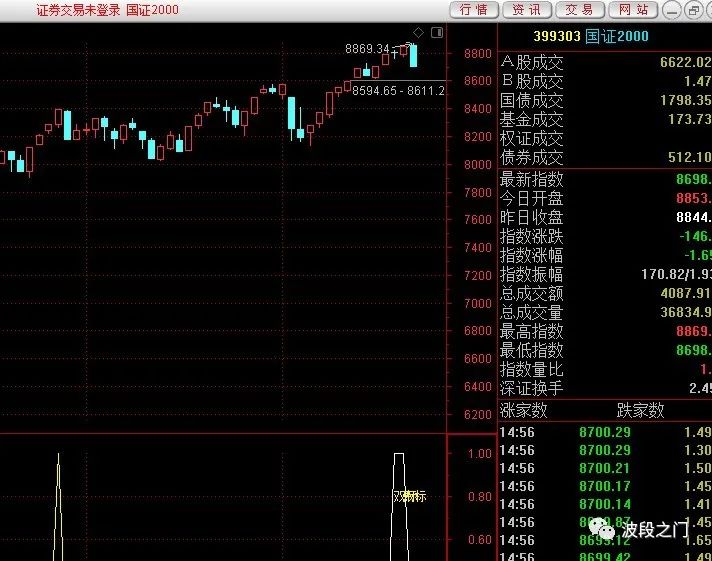 证券交易未登录 国证2000
行情 资讯 交易 网站
399303 国证2000
8869.34
8594.65 - 8611.2
8800
8600
8400
8200
8000
7800
7600
7400
7200
7000
6800
6600
6400
6200
1.00
0.80
0.60
A股成交 6622.02
B股成交 1.47
国债成交 1798.35
基金成交 173.73
权证成交
债券成交 512.10
最新指数 8698.
今日开盘 8853.
昨日收盘 8844.
指数涨跌 -146.
指数涨幅 -1.65
指数振幅 170.82/1.93
总成交额 4087.91
总成交量 36834.9
最高指数 8869.
最低指数 8698.
指数量比 1.
深证换手 2.45
涨家数 跌家数
14:56 8700.29 1.49
14:56 8700.29 1.30
14:56 8700.21 1.50
14:56 8700.17 1.45
14:56 8700.14 1.41
14:56 1.45
14:56 8699.12 1.65
14:56 8699.42 1.49
波段之门